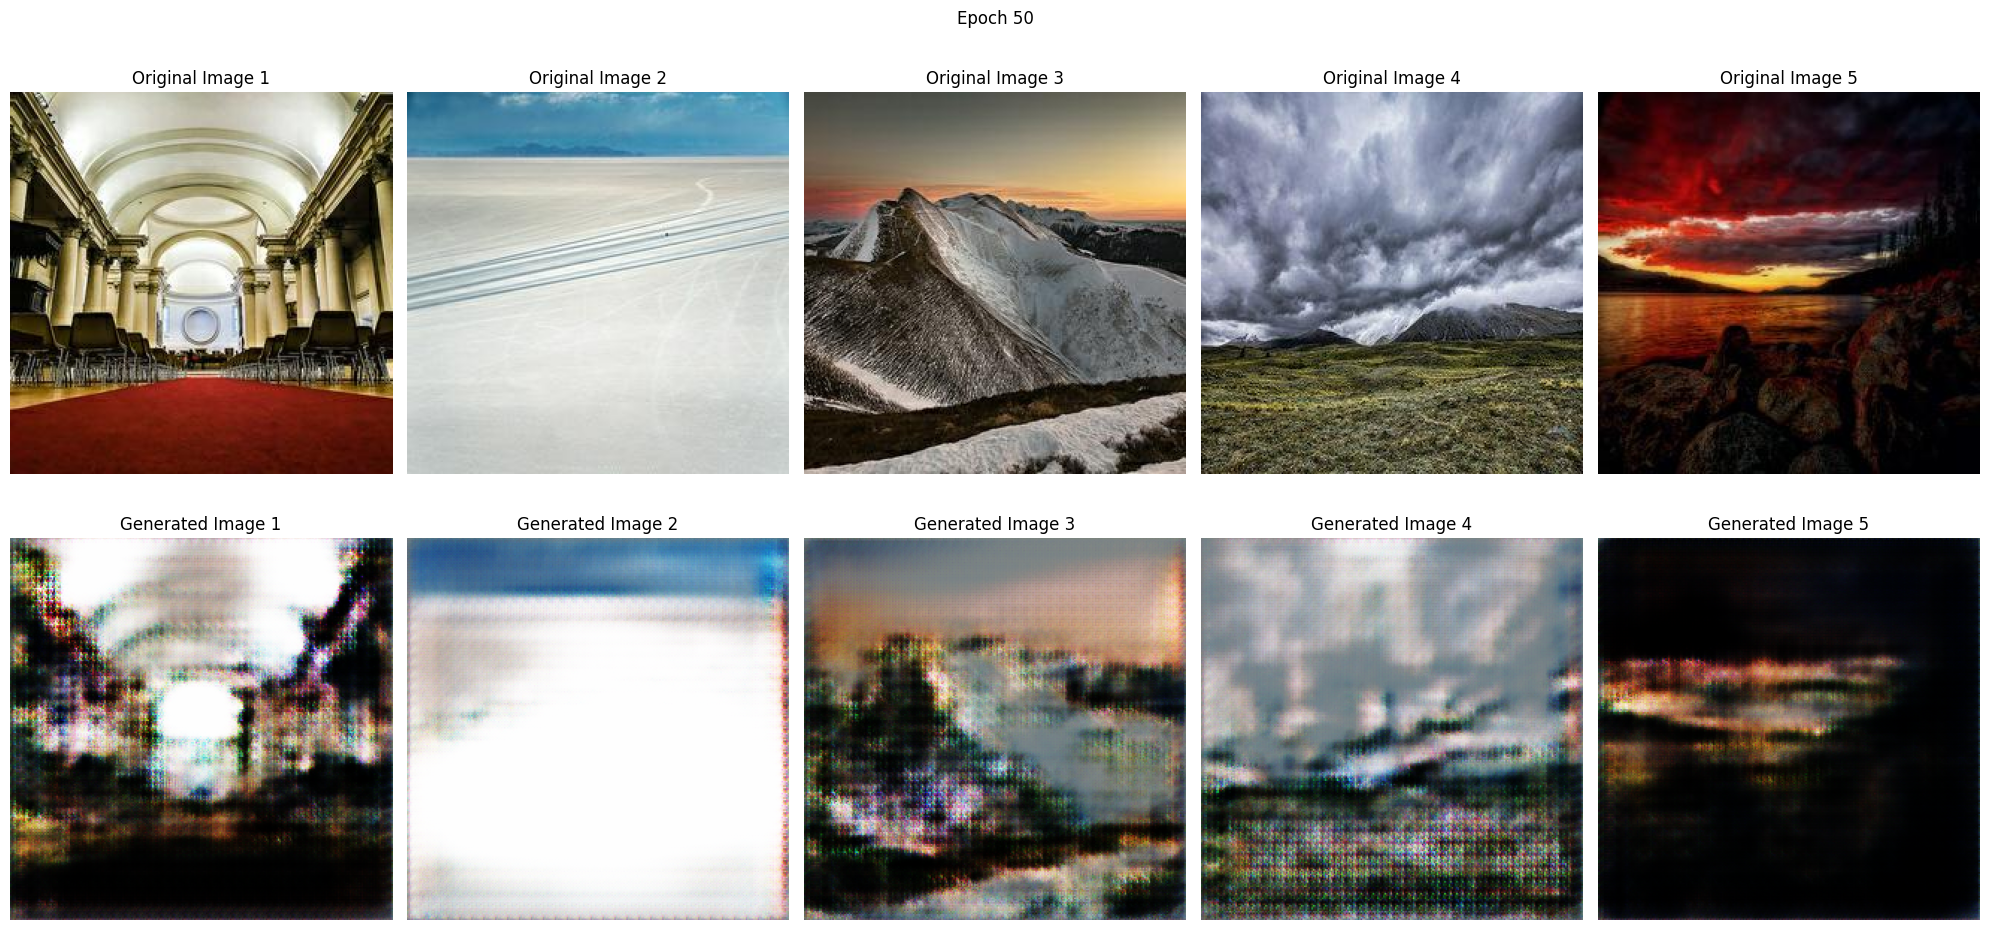 Epoch 50
Original Image 1
Original Image 2
Original Image 3
Original Image 4
Original Image 5
Generated Image 1
Generated Image 2
Generated Image 3
Generated Image 4
Generated Image 5